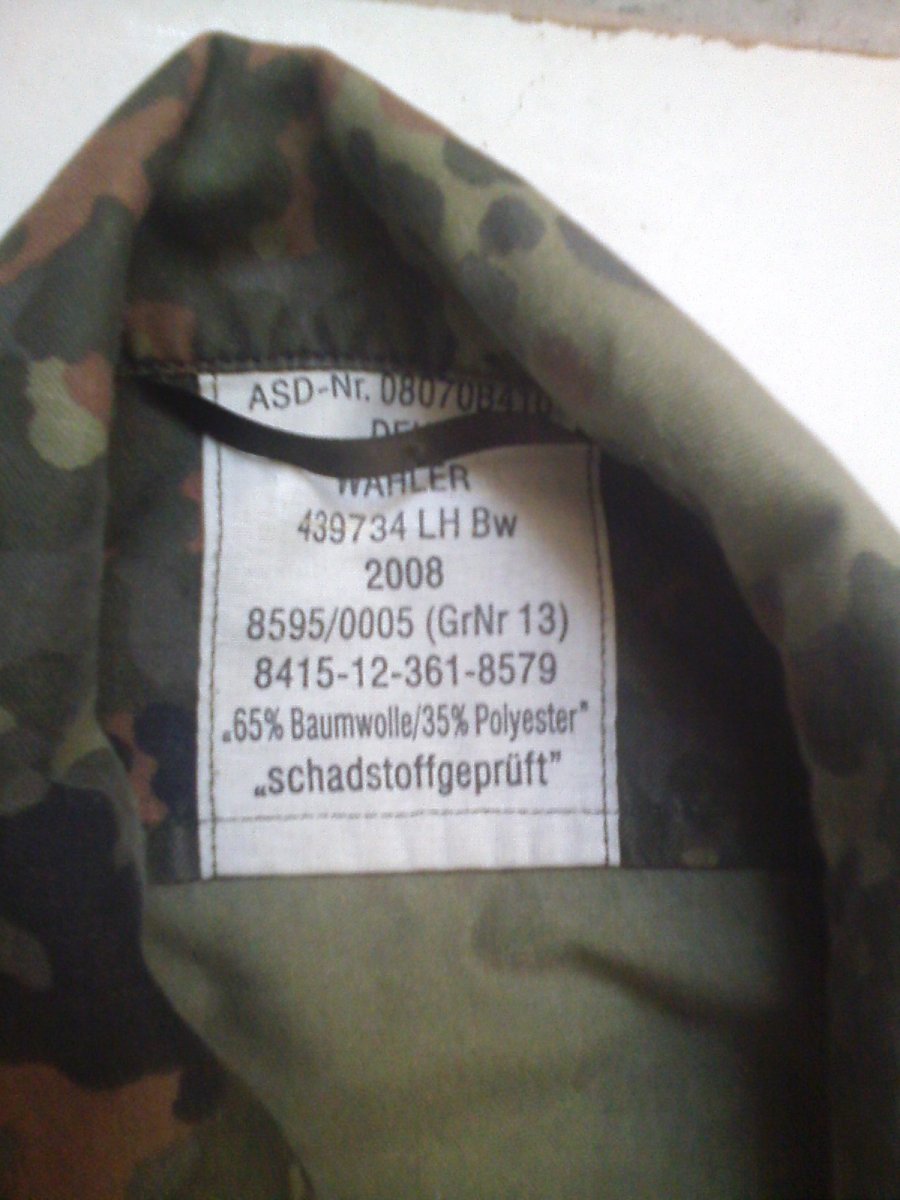 ASD-Nr.
WAHLER
439734 LH Bw
2008
8595/0005 (GrNr 13)
8415-12-361-8579
„65% Baumwolle/35% Polyester”
„schadstoffgeprüft”